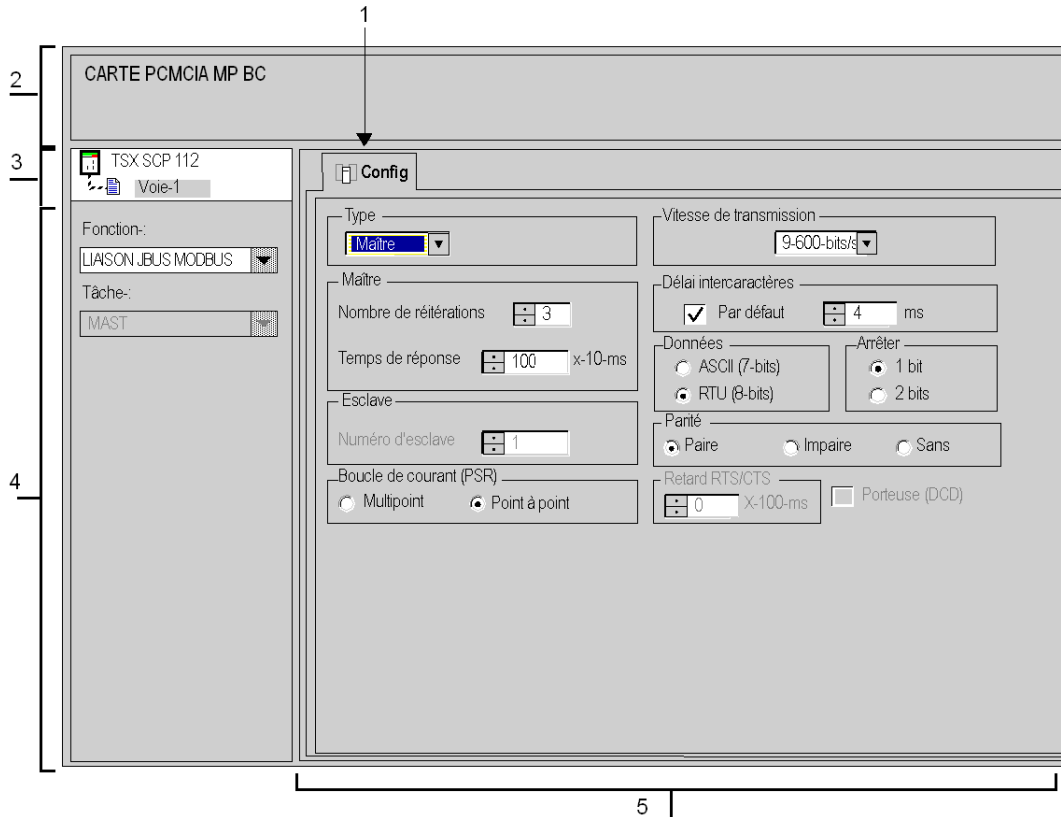 1
2
CARTE PCMCIA MP BC
3
TSX SCP 112
Voie-1
Config
4
Fonction-:
LIAISON JBUS MODBUS
Tâche-:
MAST
Type
Maître
Maître
Nombre de réitérations 3
Temps de réponse 100 x-10-ms
Esclave
Numéro d'esclave 1
Boucle de courant (PSR)
Multipoint Point à point
Vitesse de transmission
9-600-bits/s
Délai intercaractères
Par défaut 4 ms
Données
ASCII (7-bits)
RTU (8-bits)
Arrêter
1 bit
2 bits
Parité
Paire Impaire Sans
Retard RTS/CTS
0 X-100-ms
Porteuse (DCD)
5